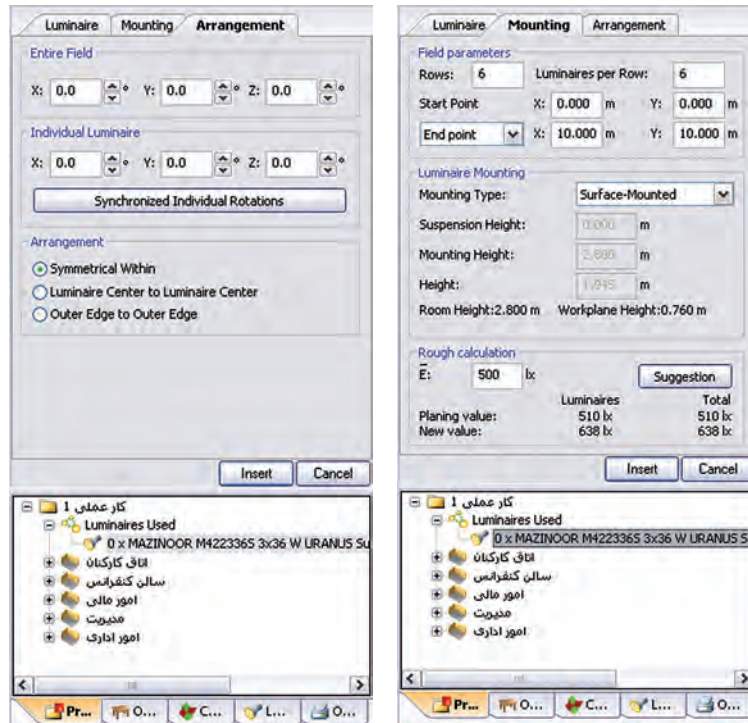 Luminaire Mounting Arrangement
Entire Field
X: 0.0 ° Y: 0.0 ° Z: 0.0 °
Individual Luminaire
X: 0.0 ° Y: 0.0 ° Z: 0.0 °
Synchronized Individual Rotations
Arrangement
Symmetrical Within
Luminaire Center to Luminaire Center
Outer Edge to Outer Edge
Insert Cancel
کار عملی 1
Luminaires Used
0 x MAZINOOR M422336S 3x36 W URANUS Su
اتاق کارکنان
سالن کنفرانس
امور مالی
مدیریت
امور اداری
Pr... O... C... L... O...
Luminaire Mounting Arrangement
Field parameters
Rows: 6 Luminaires per Row: 6
Start Point X: 0.000 m Y: 0.000 m
End point X: 10.000 m Y: 10.000 m
Luminaire Mounting
Mounting Type: Surface-Mounted
Suspension Height: 0.000 m
Mounting Height: 2.800 m
Height: m
Room Height:2.800 m Workplane Height:0.760 m
Rough calculation
E: 500 lx Suggestion
Luminaires Total
Planing value: 510 lx 510 lx
New value: 638 lx 638 lx
Insert Cancel
کار عملی 1
Luminaires Used
0 x MAZINOOR M422336S 3x36 W URANUS S
اتاق کارکنان
سالن کنفرانس
امور مالی
مدیریت
امور اداری
Pr... O... C... L... O...